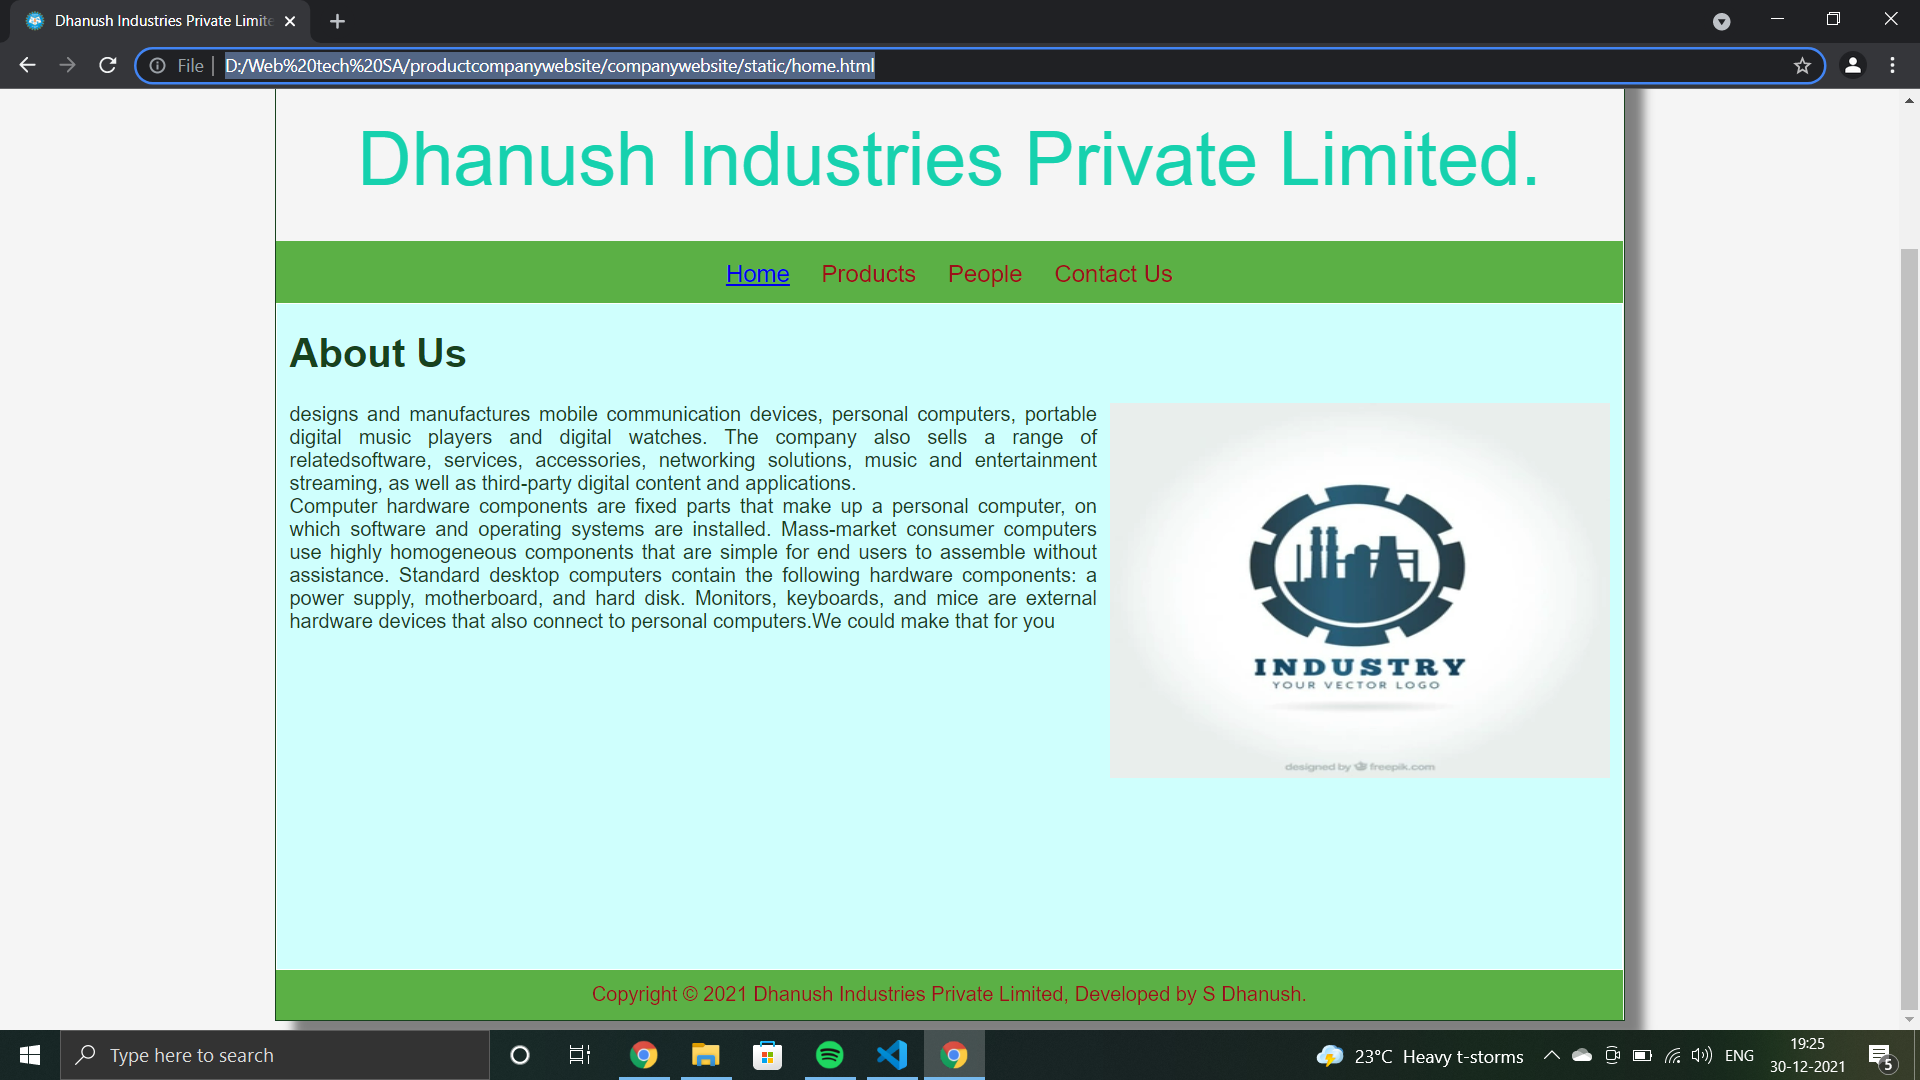 Dhanush Industries Private Limite
File | D:/Web%20tech%20SA/productcompanywebsite/companywebsite/static/home.html
Dhanush Industries Private Limited.
Home Products People Contact Us
About Us
designs and manufactures mobile communication devices, personal computers, portable
digital music players and digital watches. The company also sells a range of
relatedsoftware, services, accessories, networking solutions, music and entertainment
streaming, as well as third-party digital content and applications.
Computer hardware components are fixed parts that make up a personal computer, on
which software and operating systems are installed. Mass-market consumer computers
use highly homogeneous components that are simple for end users to assemble without
assistance. Standard desktop computers contain the following hardware components: a
power supply, motherboard, and hard disk. Monitors, keyboards, and mice are external
hardware devices that also connect to personal computers.We could make that for you
INDUSTRY
YOUR VECTOR LOGO
designed by freepik.com
Copyright © 2021 Dhanush Industries Private Limited, Developed by S Dhanush.
Type here to search
23°C Heavy t-storms
ENG
19:25
30-12-2021
5